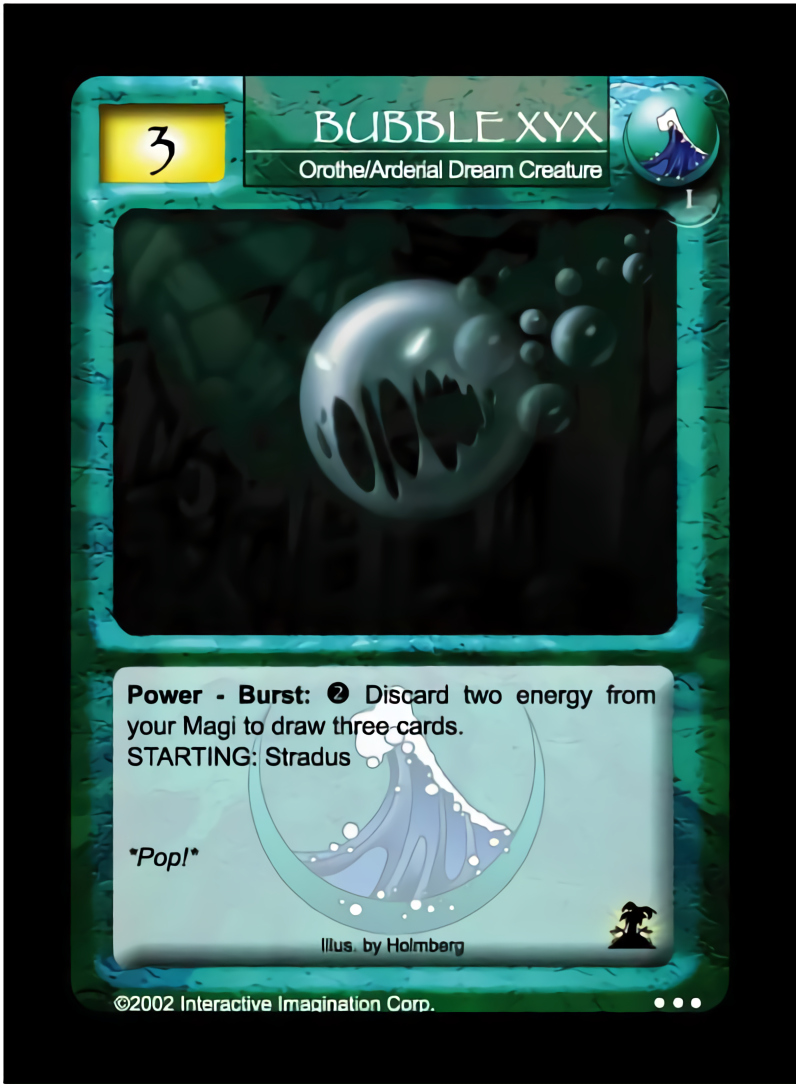 3
BUBBLE XYX
Orothe/Arderial Dream Creature
I
Power - Burst: ❷ Discard two energy from
your Magi to draw three cards.
STARTING: Stradus
*Pop!*
Illus. by Holmberg
©2002 Interactive Imagination Corp.